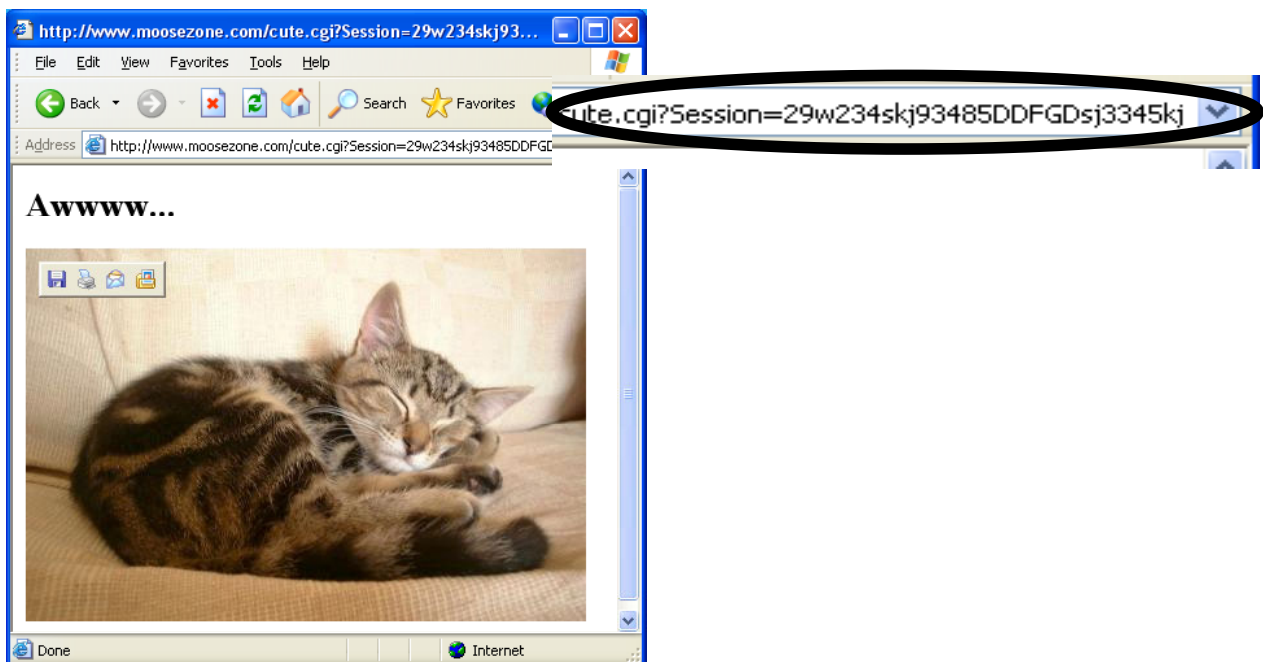 http://www.moosezone.com/cute.cgi?Session=29w234skj93...
File Edit View Favorites Tools Help
Back Search Favorites
cute.cgi?Session=29w234skj93485DDFGDsj3345kj
Address http://www.moosezone.com/cute.cgi?Session=29w234skj93485DDFGD
Awwww...
Done Internet